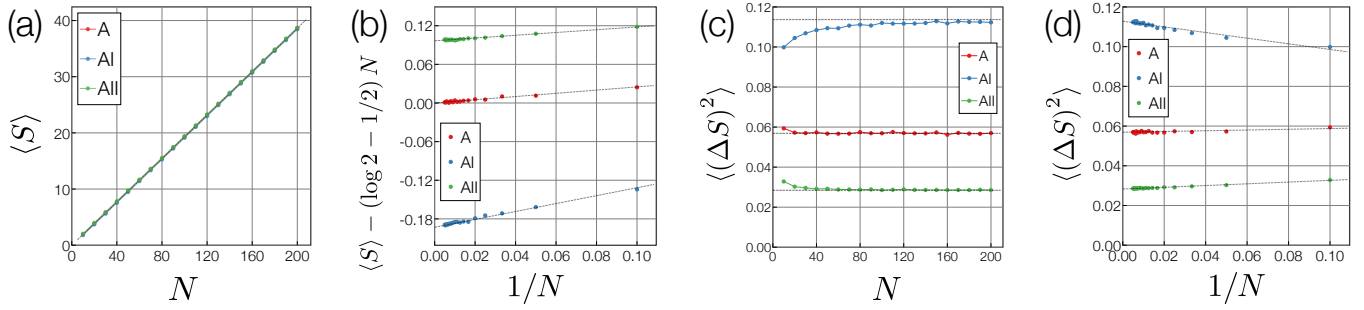 (a)
⟨S⟩
40
30
20
10
0
A
AI
AII
0 40 80 120 160 200
N
(b)
⟨S⟩ − (log 2 − 1/2) N
0.12
0.06
0.00
-0.06
-0.12
-0.18
A
AI
AII
0.00 0.02 0.04 0.06 0.08 0.10
1/N
(c)
⟨(ΔS)²⟩
0.12
0.10
0.08
0.06
0.04
0.02
0.00
A
AI
AII
0 40 80 120 160 200
N
(d)
⟨(ΔS)²⟩
0.12
0.10
0.08
0.06
0.04
0.02
0.00
A
AI
AII
0.00 0.02 0.04 0.06 0.08 0.10
1/N